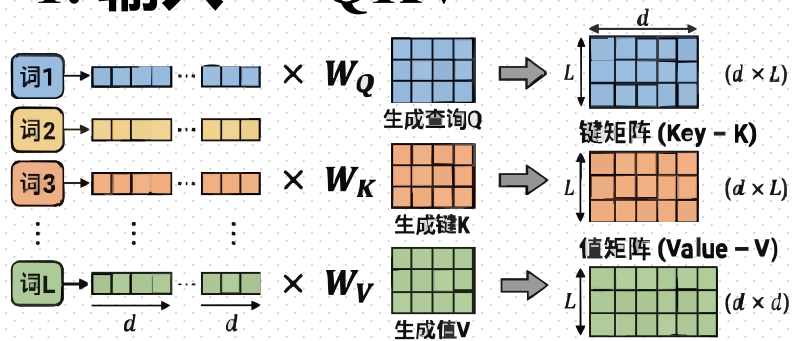 词1
词2
词3
词L
d
d
× W_Q
生成查询Q
× W_K
生成键K
× W_V
生成值V
d
L
(d × L)
键矩阵 (Key – K)
L
(d × L)
值矩阵 (Value – V)
L
(d × d)